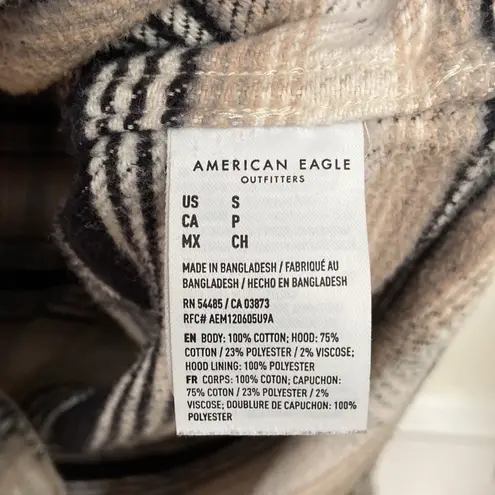 AMERICAN EAGLE
OUTFITTERS
US S
CA P
MX CH
MADE IN BANGLADESH / FABRIQUÉ AU
BANGLADESH / HECHO EN BANGLADESH
RN 54485 / CA 03873
RFC# AEM120605U9A
EN BODY: 100% COTTON; HOOD: 75%
COTTON / 23% POLYESTER / 2% VISCOSE;
HOOD LINING: 100% POLYESTER
FR CORPS: 100% COTON; CAPUCHON:
75% COTON / 23% POLYESTER / 2%
VISCOSE; DOUBLURE DE CAPUCHON: 100%
POLYESTER